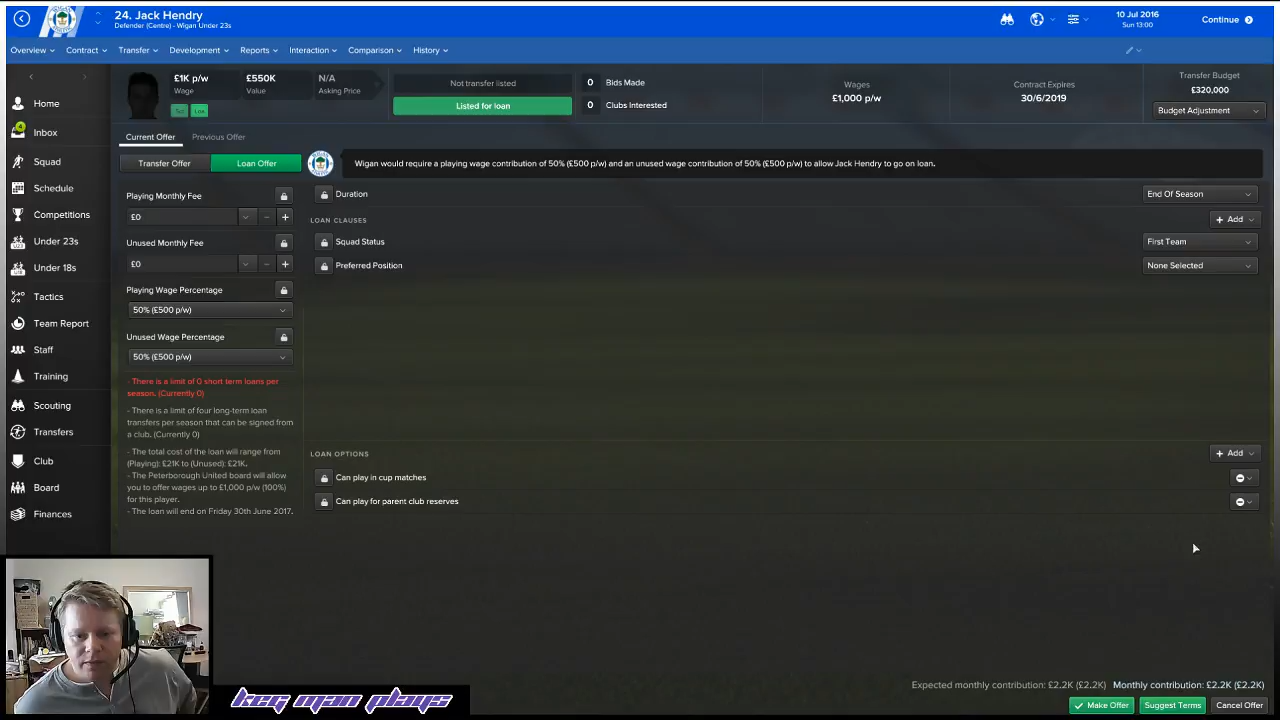 24. Jack Hendry
Defender (Centre) - Wigan Under 23s
10 Jul 2016
Sun 13:00
Continue
Overview
Contract
Transfer
Development
Reports
Interaction
Comparison
History
Home
4
Inbox
Squad
Schedule
Competitions
Under 23s
Under 18s
Tactics
Team Report
Staff
Training
Scouting
Transfers
Club
Board
Finances
£1K p/w
Wage
£550K
Value
N/A
Asking Price
Loa
Not transfer listed
Listed for loan
0 Bids Made
0 Clubs Interested
Wages
£1,000 p/w
Contract Expires
30/6/2019
Transfer Budget
£320,000
Budget Adjustment
Current Offer
Previous Offer
Transfer Offer
Loan Offer
Wigan would require a playing wage contribution of 50% (£500 p/w) and an unused wage contribution of 50% (£500 p/w) to allow Jack Hendry to go on loan.
Playing Monthly Fee
£0
Unused Monthly Fee
£0
Playing Wage Percentage
50% (£500 p/w)
Unused Wage Percentage
50% (£500 p/w)
- There is a limit of 0 short term loans per
season. (Currently 0)
- There is a limit of four long-term loan
transfers per season that can be signed from
a club. (Currently 0)
- The total cost of the loan will range from
(Playing): £21K to (Unused): £21K.
- The Peterborough United board will allow
you to offer wages up to £1,000 p/w (100%)
for this player.
- The loan will end on Friday 30th June 2017.
Duration
End Of Season
LOAN CLAUSES
Add
Squad Status
First Team
Preferred Position
None Selected
LOAN OPTIONS
Add
Can play in cup matches
Can play for parent club reserves
Expected monthly contribution: £2.2K (£2.2K)
Monthly contribution: £2.2K (£2.2K)
Make Offer
Suggest Terms
Cancel Offer
keg man plays